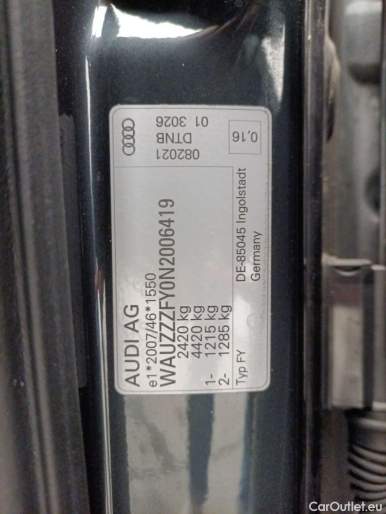 AUDI AG
e1*2007/46*1550
WAUZZZFY0N2006419
2420 kg
4420 kg
1- 1215 kg
2- 1285 kg
Typ FY
082021
DTNB
01 3026
0,16
DE-85045 Ingolstadt
Germany
CarOutlet.eu